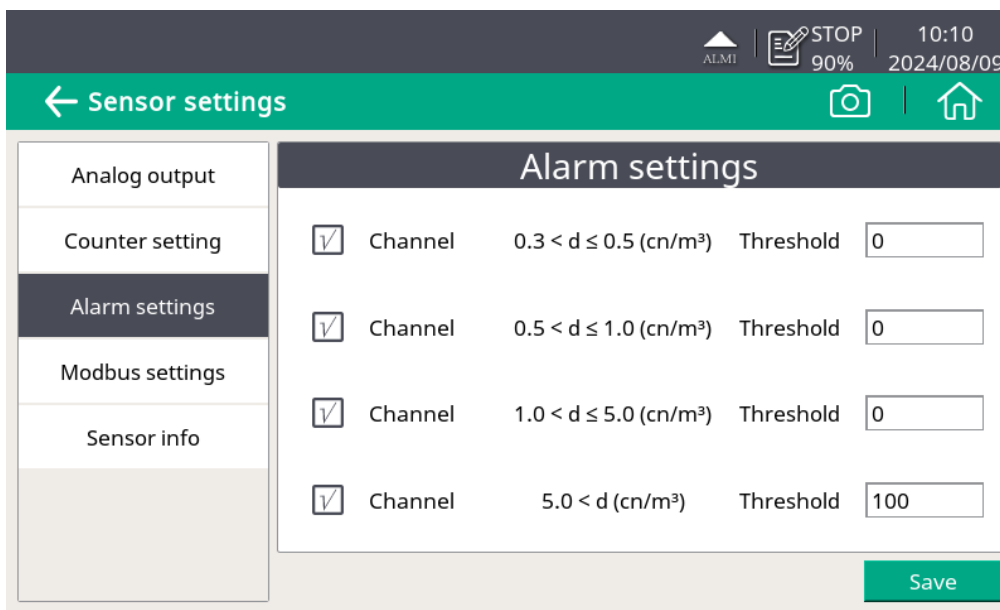 ALMI
STOP
90%
10:10
2024/08/09
Sensor settings
Analog output
Counter setting
Alarm settings
Modbus settings
Sensor info
Alarm settings
√ Channel 0.3 < d ≤ 0.5 (cn/m³) Threshold 0
√ Channel 0.5 < d ≤ 1.0 (cn/m³) Threshold 0
√ Channel 1.0 < d ≤ 5.0 (cn/m³) Threshold 0
√ Channel 5.0 < d (cn/m³) Threshold 100
Save